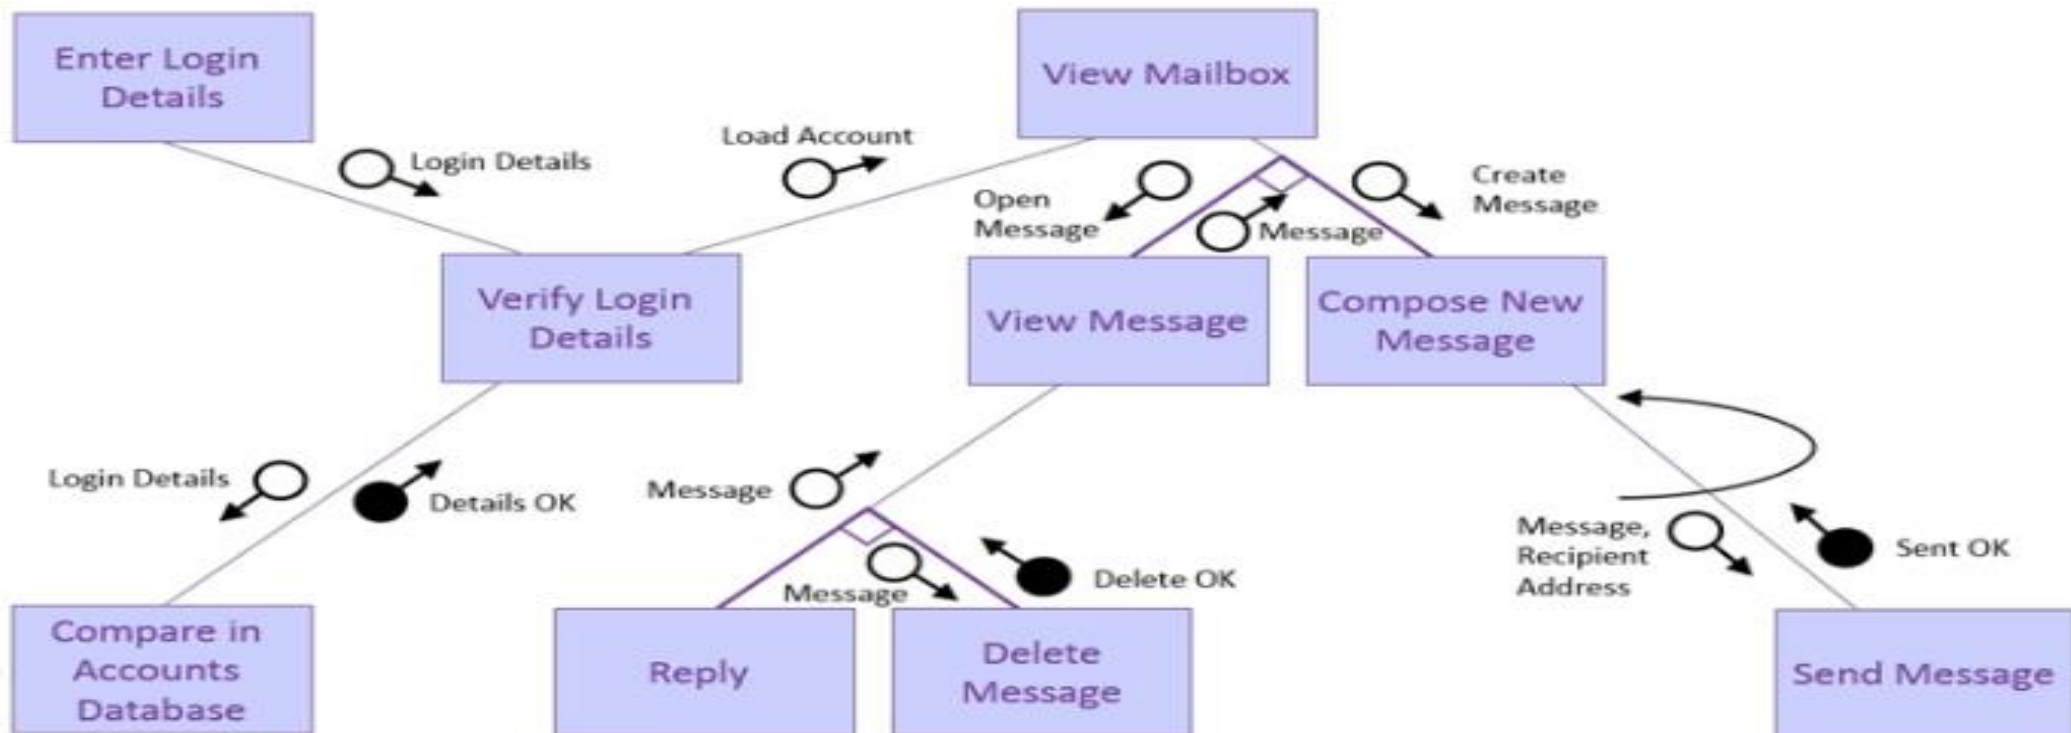 Enter Login
Details
View Mailbox
Load Account
Login Details
Create
Message
Open
Message
Message
Verify Login
Details
View Message
Compose New
Message
Login Details
Details OK
Message
Message
Delete OK
Message,
Recipient
Address
Sent OK
Compare in
Accounts
Database
Reply
Delete
Message
Send Message